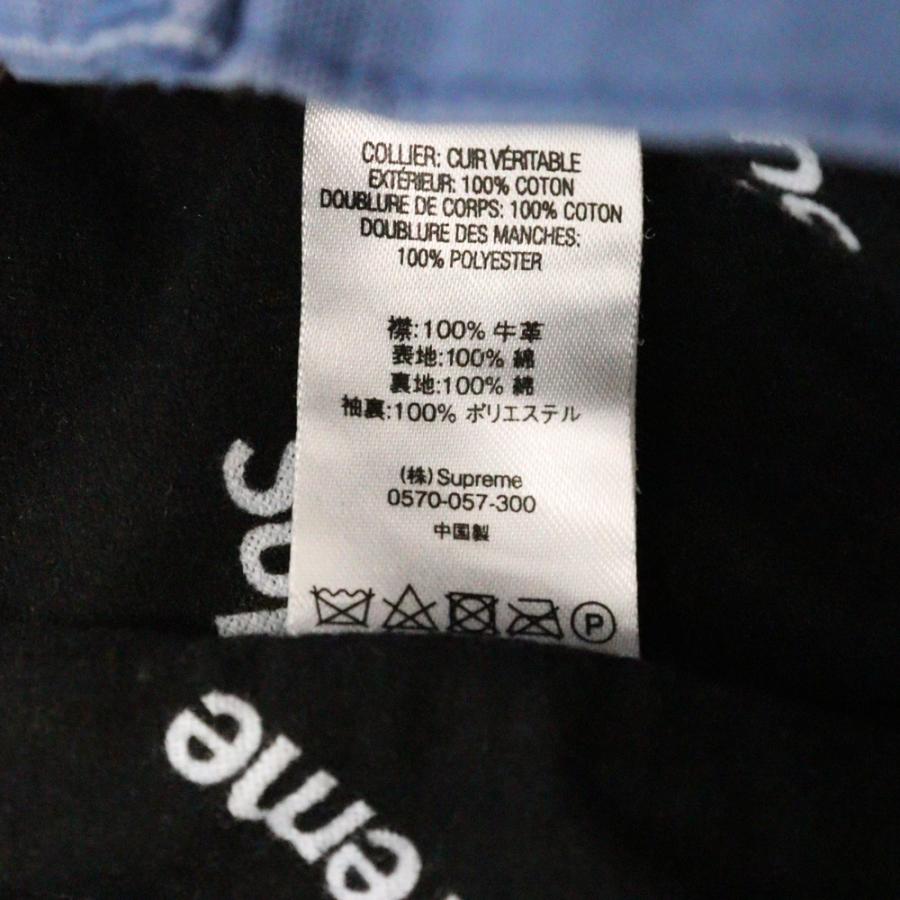 COLLIER: CUIR VÉRITABLE
EXTÉRIEUR: 100% COTON
DOUBLURE DE CORPS: 100% COTON
DOUBLURE DES MANCHES:
100% POLYESTER
襟:100% 牛革
表地:100% 綿
裏地:100% 綿
袖裏:100% ポリエステル
(株) Supreme
0570-057-300
中国製
P
eme